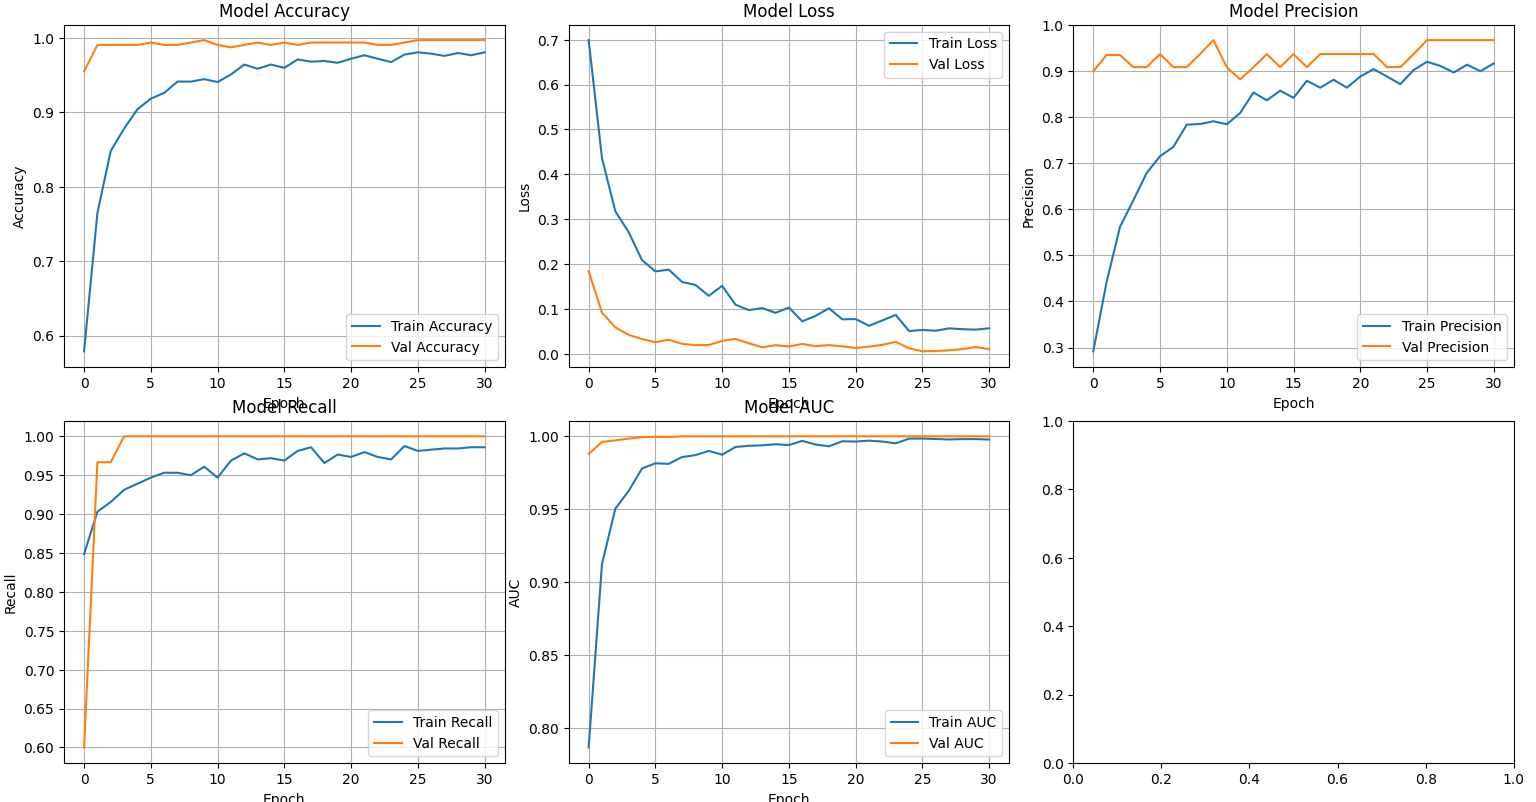 Model Accuracy
1.0
0.9
0.8
0.7
0.6
Accuracy
Train Accuracy
Val Accuracy
0 5 10 15 20 25 30
Epoch
Model Loss
0.7
0.6
0.5
0.4
0.3
0.2
0.1
0.0
Loss
Train Loss
Val Loss
0 5 10 15 20 25 30
Epoch
Model Precision
1.0
0.9
0.8
0.7
0.6
0.5
0.4
0.3
Precision
Train Precision
Val Precision
0 5 10 15 20 25 30
Epoch
Model Recall
1.00
0.95
0.90
0.85
0.80
0.75
0.70
0.65
0.60
Recall
Train Recall
Val Recall
0 5 10 15 20 25 30
Epoch
Model AUC
1.00
0.95
0.90
0.85
0.80
AUC
Train AUC
Val AUC
0 5 10 15 20 25 30
Epoch
1.0
0.8
0.6
0.4
0.2
0.0
0.0 0.2 0.4 0.6 0.8 1.0